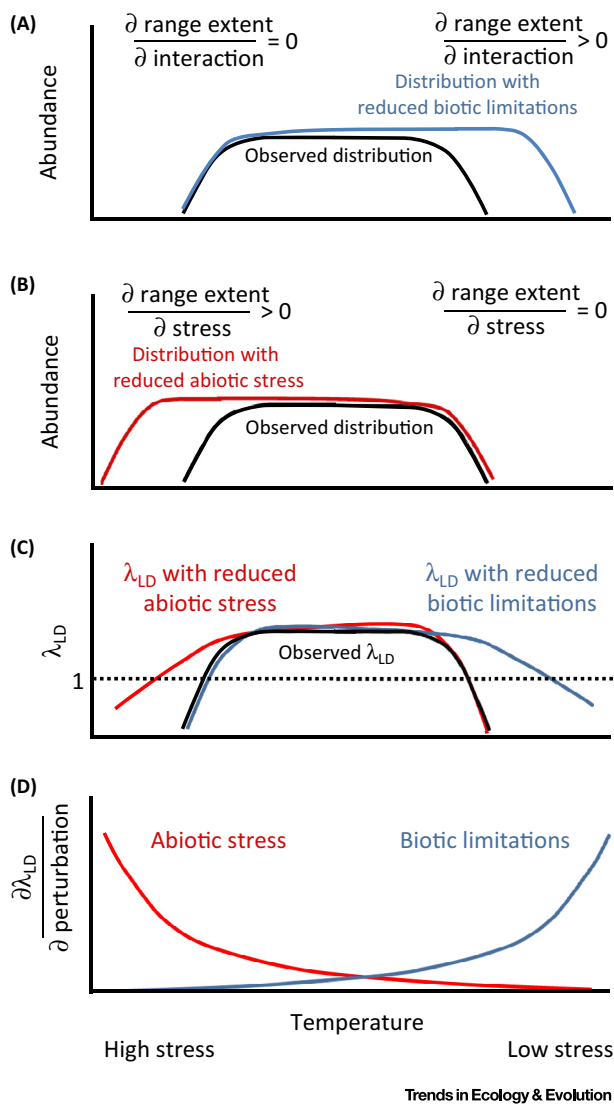 (A)
∂ range extent
∂ interaction
= 0
∂ range extent
∂ interaction
> 0
Distribution with
reduced biotic limitations
Observed distribution
Abundance
(B)
∂ range extent
∂ stress
> 0
∂ range extent
∂ stress
= 0
Distribution with
reduced abiotic stress
Observed distribution
Abundance
(C)
λLD with reduced
abiotic stress
λLD with reduced
biotic limitations
Observed λLD
λLD
1
(D)
Abiotic stress
Biotic limitations
∂λLD
∂ perturbation
Temperature
High stress
Low stress
Trends in Ecology & Evolution